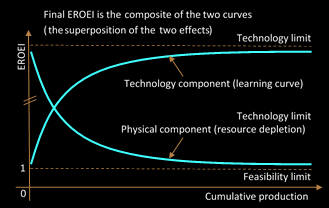 Final EROEI is the composite of the two curves
(the superposition of the two effects)
Technology limit
EROEI
Technology component (learning curve)
Technology limit
Physical component (resource depletion)
1
Feasibility limit
0
Cumulative production